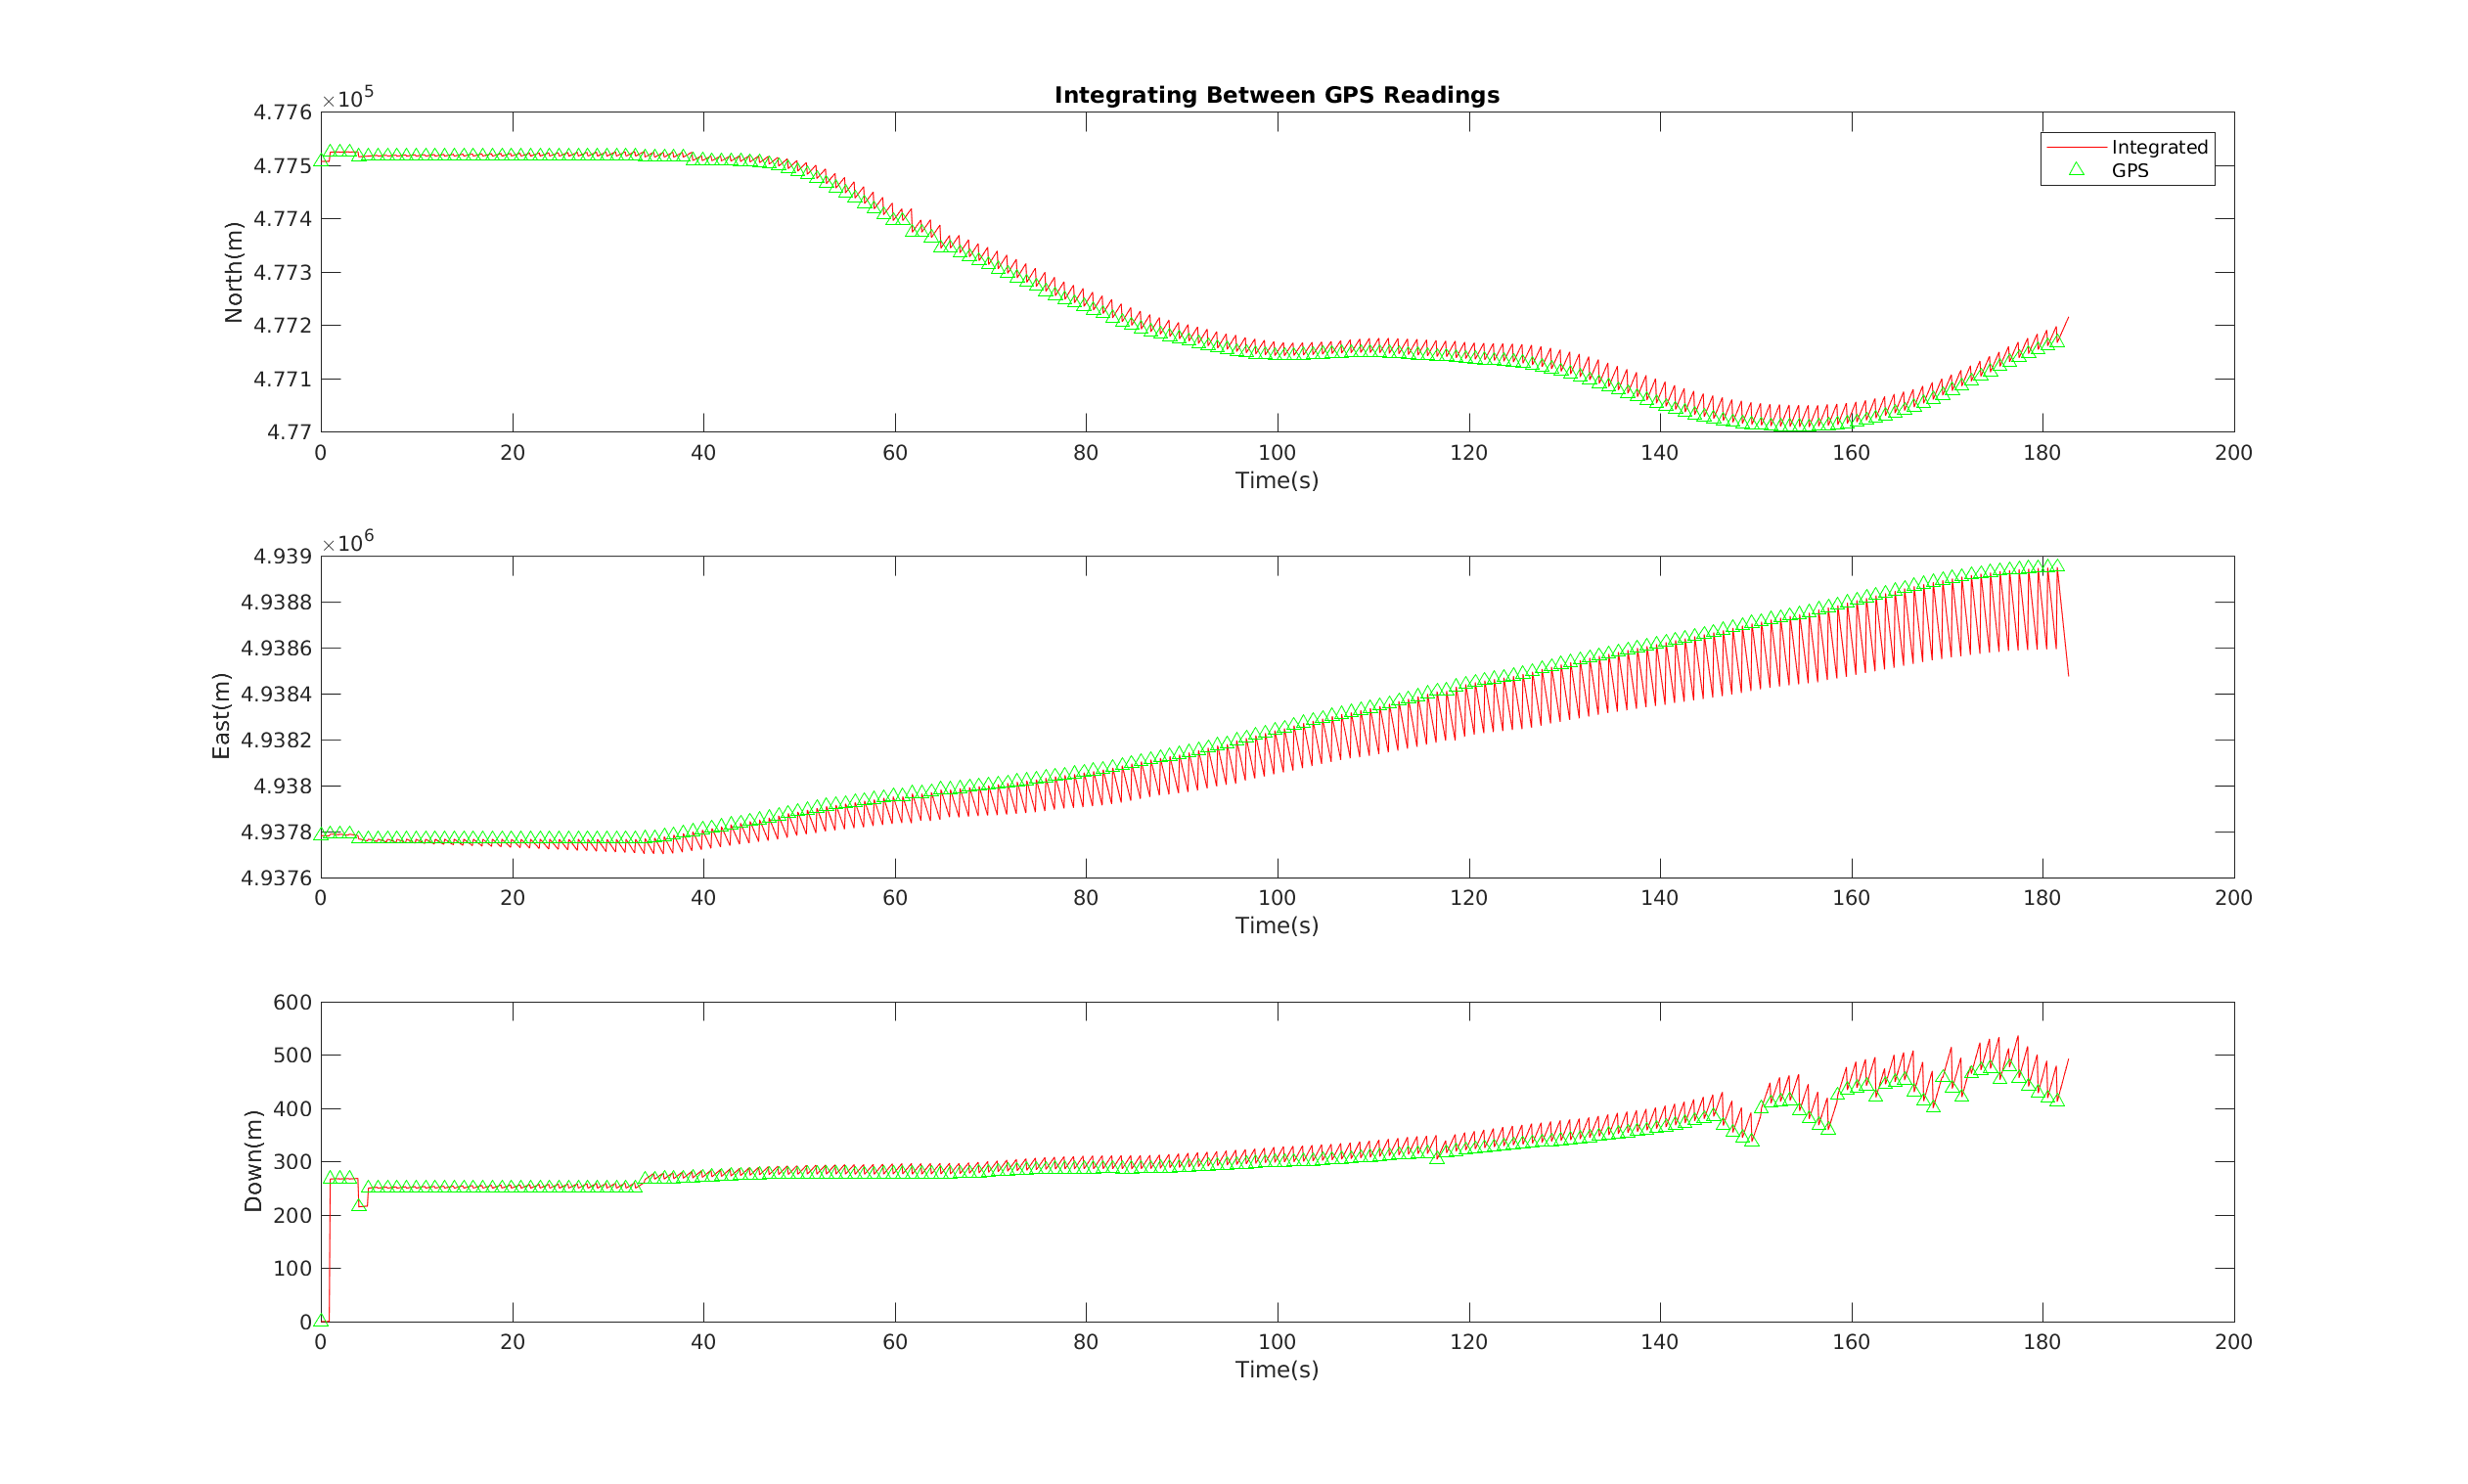 Integrating Between GPS Readings
×10^5
4.776
4.775
4.774
4.773
4.772
4.771
4.77
North(m)
Integrated
GPS
0 20 40 60 80 100 120 140 160 180 200
Time(s)
×10^6
4.939
4.9388
4.9386
4.9384
4.9382
4.938
4.9378
4.9376
East(m)
0 20 40 60 80 100 120 140 160 180 200
Time(s)
600
500
400
300
200
100
0
Down(m)
0 20 40 60 80 100 120 140 160 180 200
Time(s)